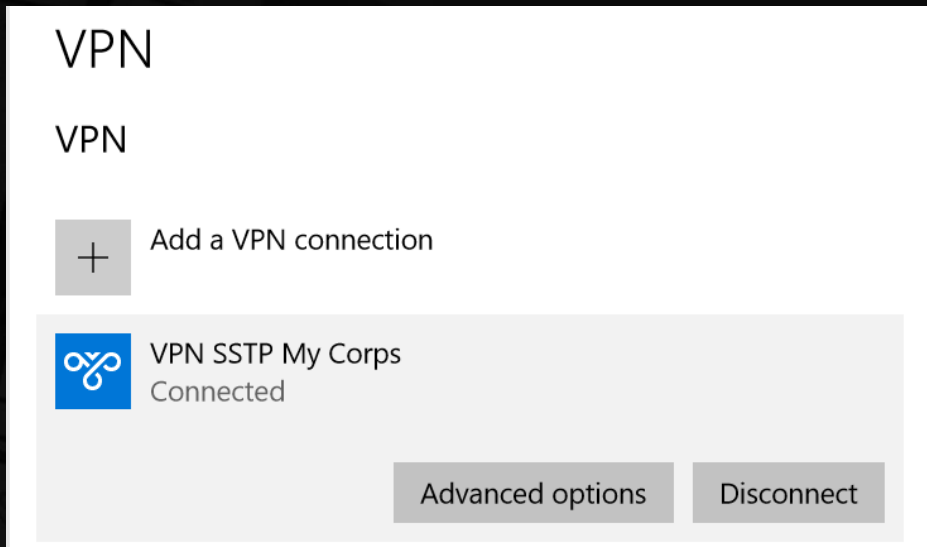 VPN
VPN
Add a VPN connection
VPN SSTP My Corps
Connected
Advanced options
Disconnect